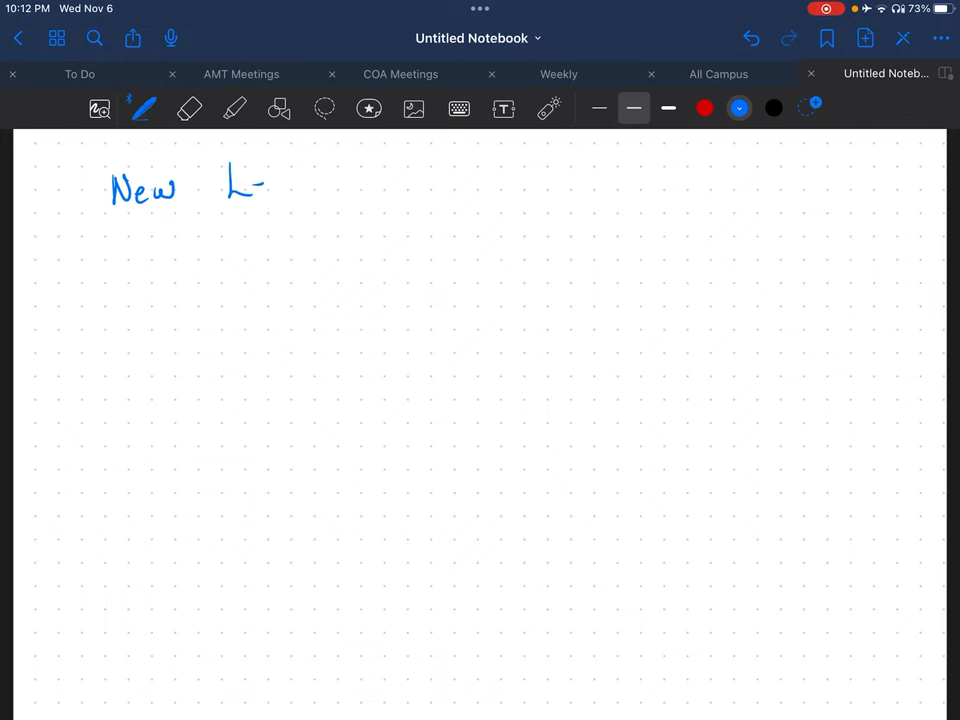 10:12 PM Wed Nov 6
73%
Untitled Notebook
To Do
AMT Meetings
COA Meetings
Weekly
All Campus
Untitled Noteb...
T
New L